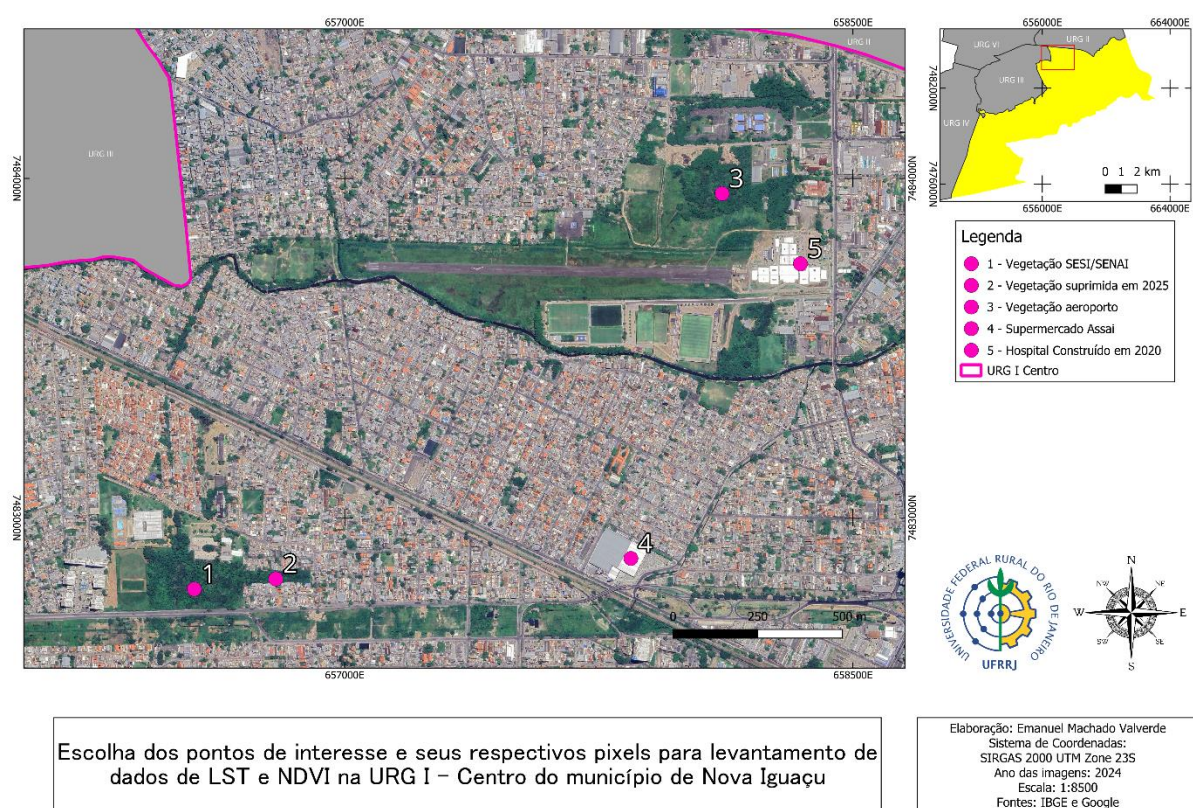 657000E
658500E
656000E
664000E
URG II
URG III
7484000N
7484000N
7483000N
7483000N
3
5
1
2
4
0 250 500 m
657000E
658500E
URG VI
URG II
URG III
URG IV
7482000N
7482000N
7476000N
7476000N
0 1 2 km
656000E
664000E
Legenda
1 - Vegetação SESI/SENAI
2 - Vegetação suprimida em 2025
3 - Vegetação aeroporto
4 - Supermercado Assai
5 - Hospital Construído em 2020
URG I Centro
UNIVERSIDADE FEDERAL RURAL DO RIO DE JANEIRO
UFRRJ
N
NW NE
W E
SW SE
S
Escolha dos pontos de interesse e seus respectivos pixels para levantamento de
dados de LST e NDVI na URG I - Centro do município de Nova Iguaçu
Elaboração: Emanuel Machado Valverde
Sistema de Coordenadas:
SIRGAS 2000 UTM Zone 23S
Ano das imagens: 2024
Escala: 1:8500
Fontes: IBGE e Google